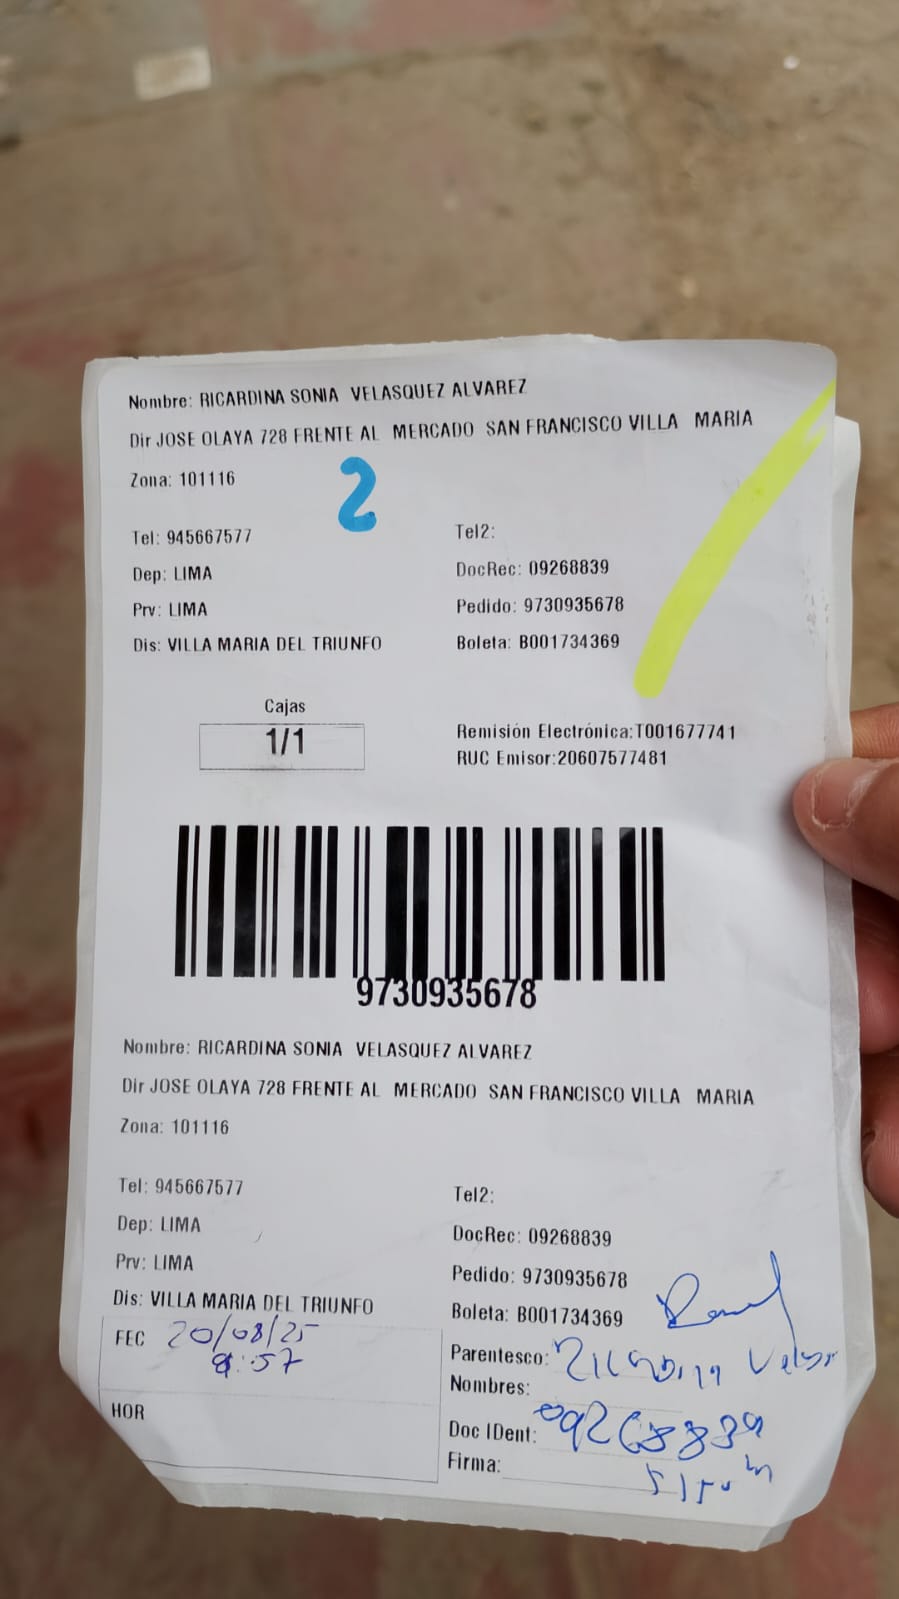 Nombre: RICARDINA SONIA VELASQUEZ ALVAREZ
Dir JOSE OLAYA 728 FRENTE AL MERCADO SAN FRANCISCO VILLA MARIA
Zona: 101116
2
Tel: 945667577
Tel2:
Dep: LIMA
DocRec: 09268839
Prv: LIMA
Pedido: 9730935678
Dis: VILLA MARIA DEL TRIUNFO
Boleta: B001734369
Cajas
1/1
Remisión Electrónica:T001677741
RUC Emisor:20607577481
9730935678
Nombre: RICARDINA SONIA VELASQUEZ ALVAREZ
Dir JOSE OLAYA 728 FRENTE AL MERCADO SAN FRANCISCO VILLA MARIA
Zona: 101116
Tel: 945667577
Tel2:
Dep: LIMA
DocRec: 09268839
Prv: LIMA
Pedido: 9730935678
Dis: VILLA MARIA DEL TRIUNFO
Boleta: B001734369
FEC 20/08/25
:57
Parentesco:
Nombres:
HOR
Doc IDent: 09268839
Firma: